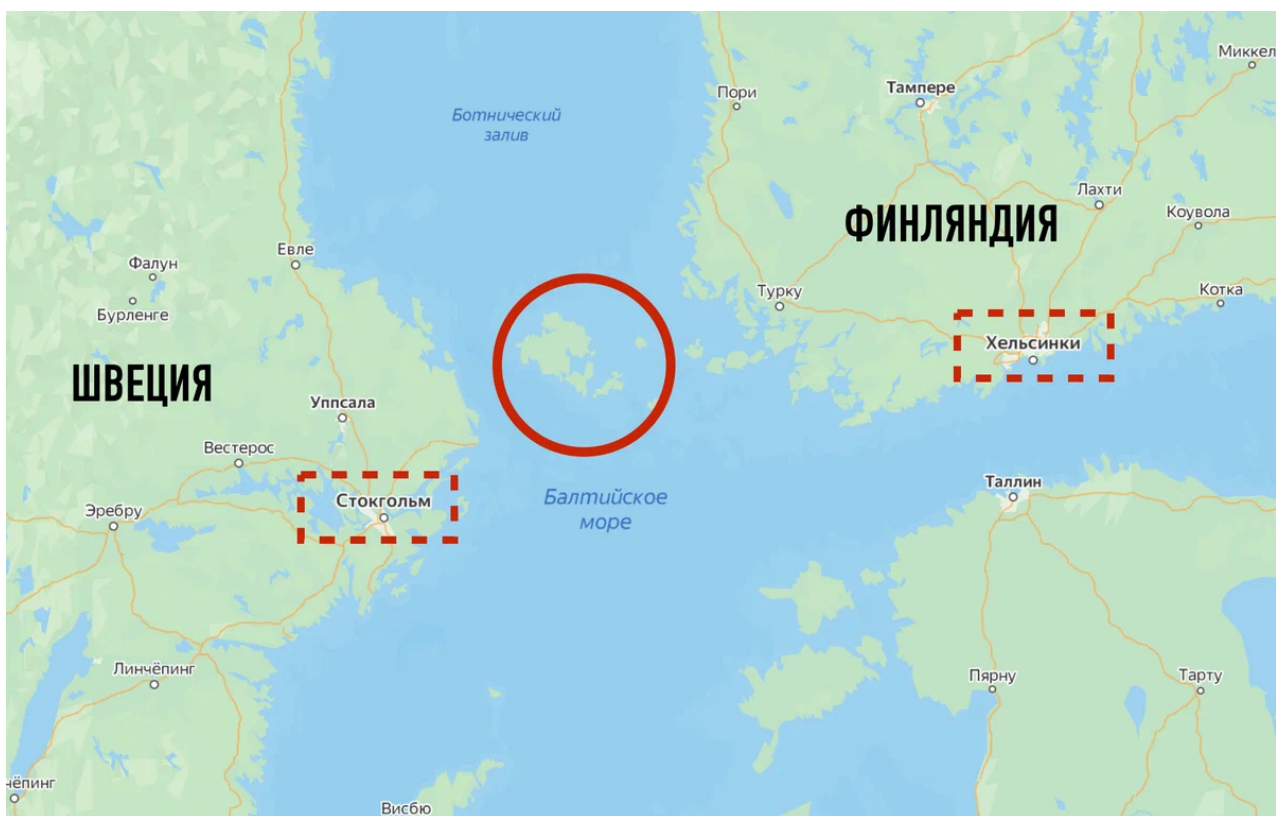 Миккел
Пори
Тампере
Ботнический
залив
Лахти
Коувола
ФИНЛЯНДИЯ
Евле
Фалун
Турку
Котка
Бурленге
Хельсинки
ШВЕЦИЯ
Уппсала
Вестерос
Стокгольм
Балтийское
море
Таллин
Эребру
Линчёпинг
Пярну
Тарту
чёпинг
Висбю